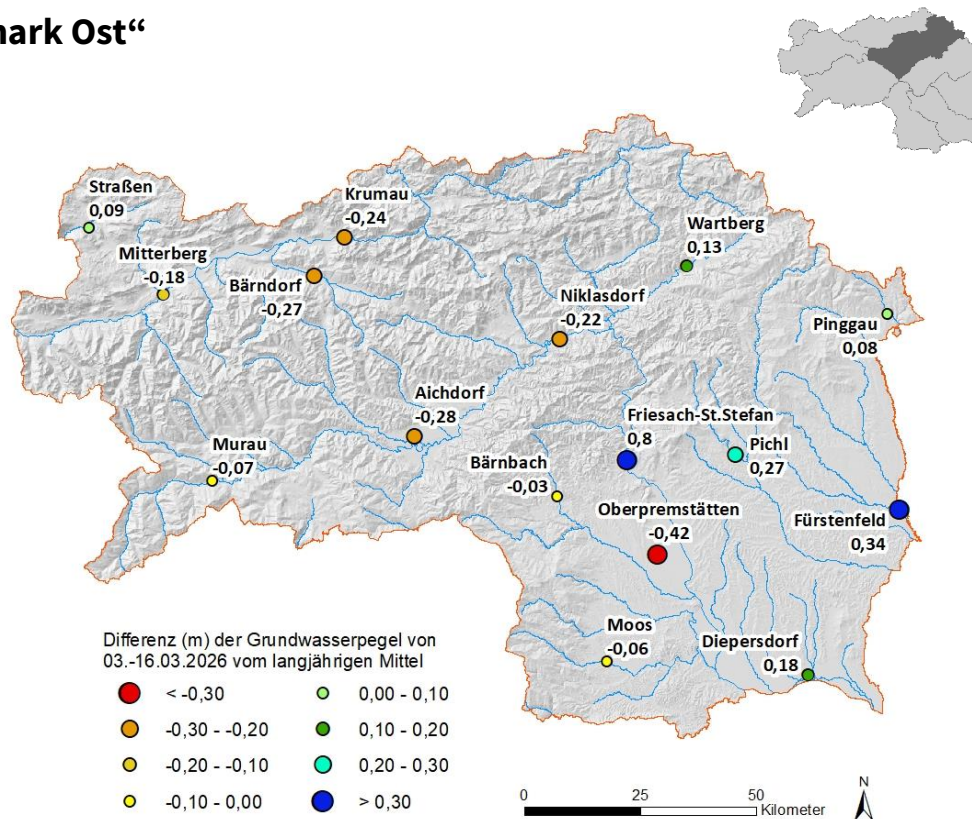 nark Ost“
Straßen
0,09
Krumau
-0,24
Wartberg
0,13
Mitterberg
-0,18
Bärndorf
-0,27
Niklasdorf
-0,22
Pinggau
0,08
Aichdorf
-0,28
Friesach-St.Stefan
0,8
Murau
-0,07
Pichl
0,27
Bärnbach
-0,03
Oberpremstätten
-0,42
Fürstenfeld
0,34
Moos
-0,06
Diepersdorf
0,18
Differenz (m) der Grundwasserpegel von
03.-16.03.2026 vom langjährigen Mittel
< -0,30
-0,30 - -0,20
-0,20 - -0,10
-0,10 - 0,00
0,00 - 0,10
0,10 - 0,20
0,20 - 0,30
> 0,30
0 25 50
Kilometer
N